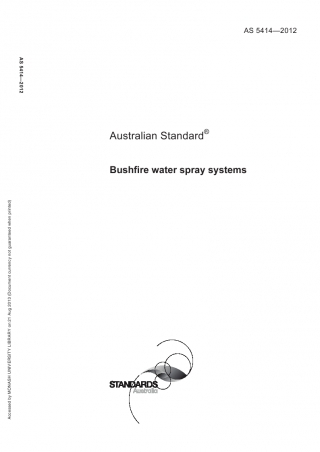 AS 5414—2012
AS 5414—2012
Australian Standard®
Bushfire water spray systems
Accessed by MONASH UNIVERSITY LIBRARY on 21 Aug 2013 (Document currency not guaranteed when printed)
STANDARDS
Australia